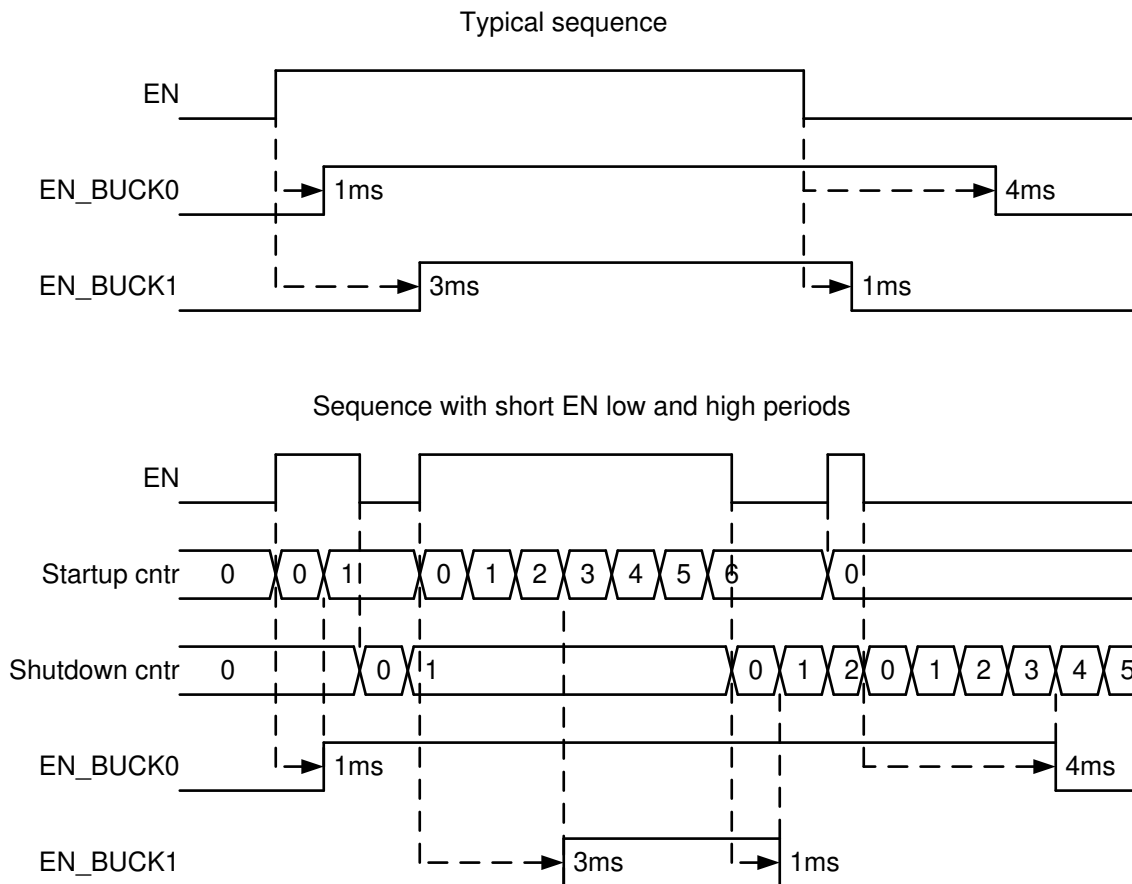 Typical sequence
EN
EN_BUCK0 1ms 4ms
EN_BUCK1 3ms 1ms
Sequence with short EN low and high periods
EN
Startup cntr 0 0 1 0 1 2 3 4 5 6 0
Shutdown cntr 0 0 1 0 1 2 0 1 2 3 4 5
EN_BUCK0 1ms 4ms
EN_BUCK1 3ms 1ms